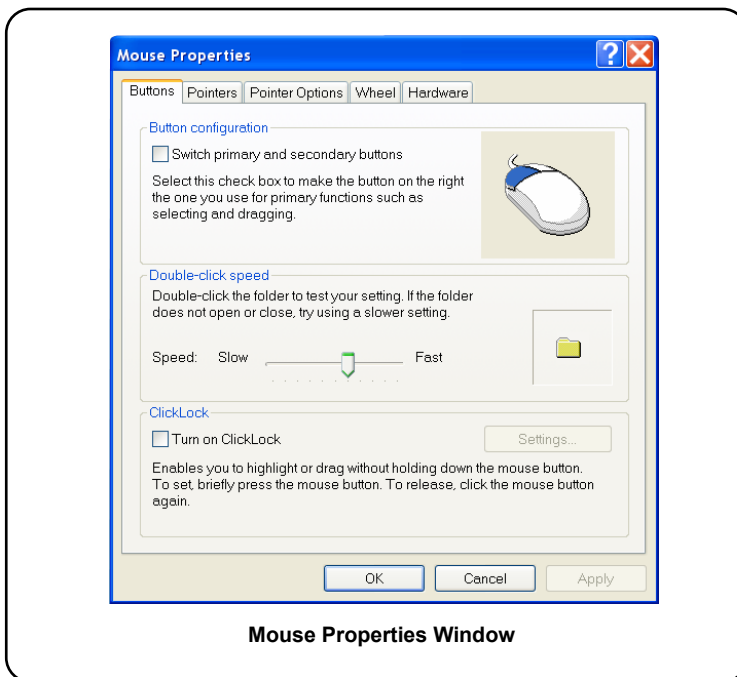 Mouse Properties
Buttons Pointers Pointer Options Wheel Hardware
Button configuration
Switch primary and secondary buttons
Select this check box to make the button on the right
the one you use for primary functions such as
selecting and dragging.
Double-click speed
Double-click the folder to test your setting. If the folder
does not open or close, try using a slower setting.
Speed: Slow Fast
ClickLock
Turn on ClickLock Settings...
Enables you to highlight or drag without holding down the mouse button.
To set, briefly press the mouse button. To release, click the mouse button
again.
OK Cancel Apply
Mouse Properties Window